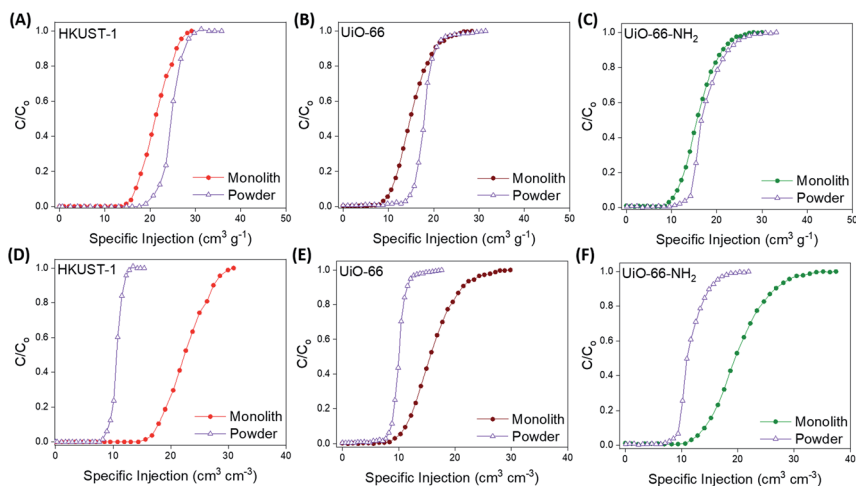 (A)
HKUST-1
1.0
0.8
0.6
0.4
0.2
0.0
C/C₀
Monolith
Powder
0 10 20 30 40 50
Specific Injection (cm³ g⁻¹)
(B)
UiO-66
1.0
0.8
0.6
0.4
0.2
0.0
C/C₀
Monolith
Powder
0 10 20 30 40 50
Specific Injection (cm³ g⁻¹)
(C)
UiO-66-NH₂
1.0
0.8
0.6
0.4
0.2
0.0
C/C₀
Monolith
Powder
0 10 20 30 40 50
Specific Injection (cm³ g⁻¹)
(D)
HKUST-1
1.0
0.8
0.6
0.4
0.2
0.0
C/C₀
Monolith
Powder
0 10 20 30 40
Specific Injection (cm³ cm⁻³)
(E)
UiO-66
1.0
0.8
0.6
0.4
0.2
0.0
C/C₀
Monolith
Powder
0 10 20 30 40
Specific Injection (cm³ cm⁻³)
(F)
UiO-66-NH₂
1.0
0.8
0.6
0.4
0.2
0.0
C/C₀
Monolith
Powder
0 10 20 30 40
Specific Injection (cm³ cm⁻³)